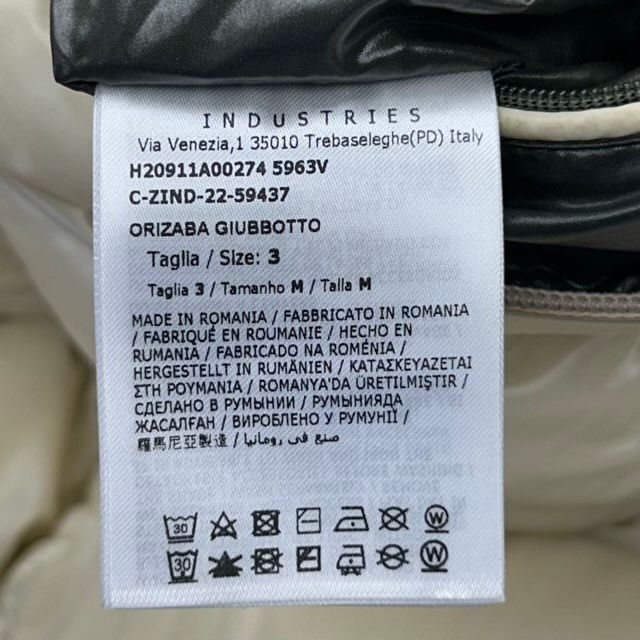 INDUSTRIES
Via Venezia,1 35010 Trebaseleghe(PD) Italy
H20911A00274 5963V
C-ZIND-22-59437
ORIZABA GIUBBOTTO
Taglia / Size: 3
Taglia 3 / Tamanho M / Talla M
MADE IN ROMANIA / FABBRICATO IN ROMANIA
/ FABRIQUÉ EN ROUMANIE / HECHO EN
RUMANIA / FABRICADO NA ROMÉNIA /
HERGESTELLT IN RUMÄNIEN / ΚΑΤΑΣΚΕΥΑΖΕΤΑΙ
ΣΤΗ ΡΟΥΜΑΝΙΑ / ROMANYA'DA ÜRETILMIŞTIR /
СДЕЛАНО В РУМЫНИИ / РУМЫНИЯДА
ЖАСАЛҒАН / ВИРОБЛЕНО У РУМУНІЇ /
羅馬尼亞製造 / صنع في رومانيا
30 W
30 W